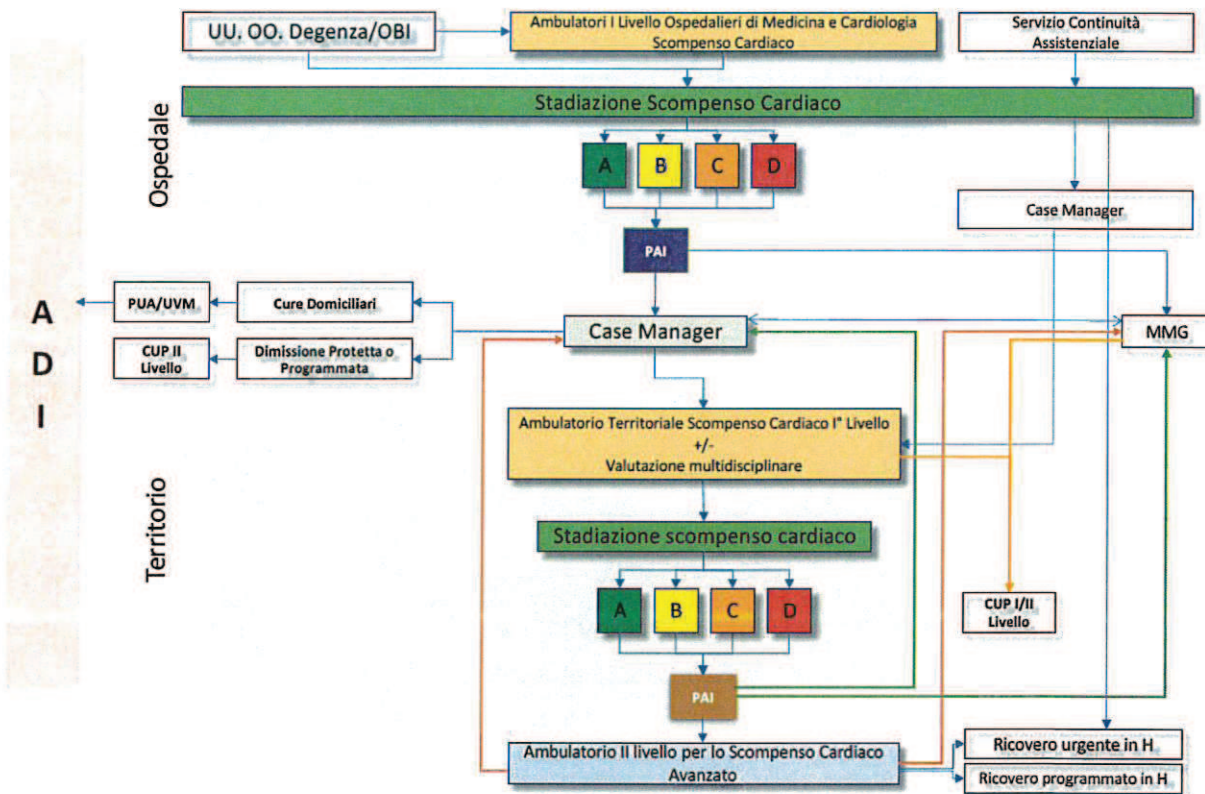 UU. OO. Degenza/OBI
Ambulatori I Livello Ospedalieri di Medicina e Cardiologia
Scompenso Cardiaco
Servizio Continuità
Assistenziale
Stadiazione Scompenso Cardiaco
Ospedale
A
B
C
D
Case Manager
PAI
PUA/UVM
Cure Domiciliari
Case Manager
MMG
CUP II
Livello
Dimissione Protetta o
Programmata
A
D
I
Ambulatorio Territoriale Scompenso Cardiaco I° Livello
+/-
Valutazione multidisciplinare
Territorio
Stadiazione scompenso cardiaco
A
B
C
D
CUP I/II
Livello
PAI
Ambulatorio II livello per lo Scompenso Cardiaco
Avanzato
Ricovero urgente in H
Ricovero programmato in H